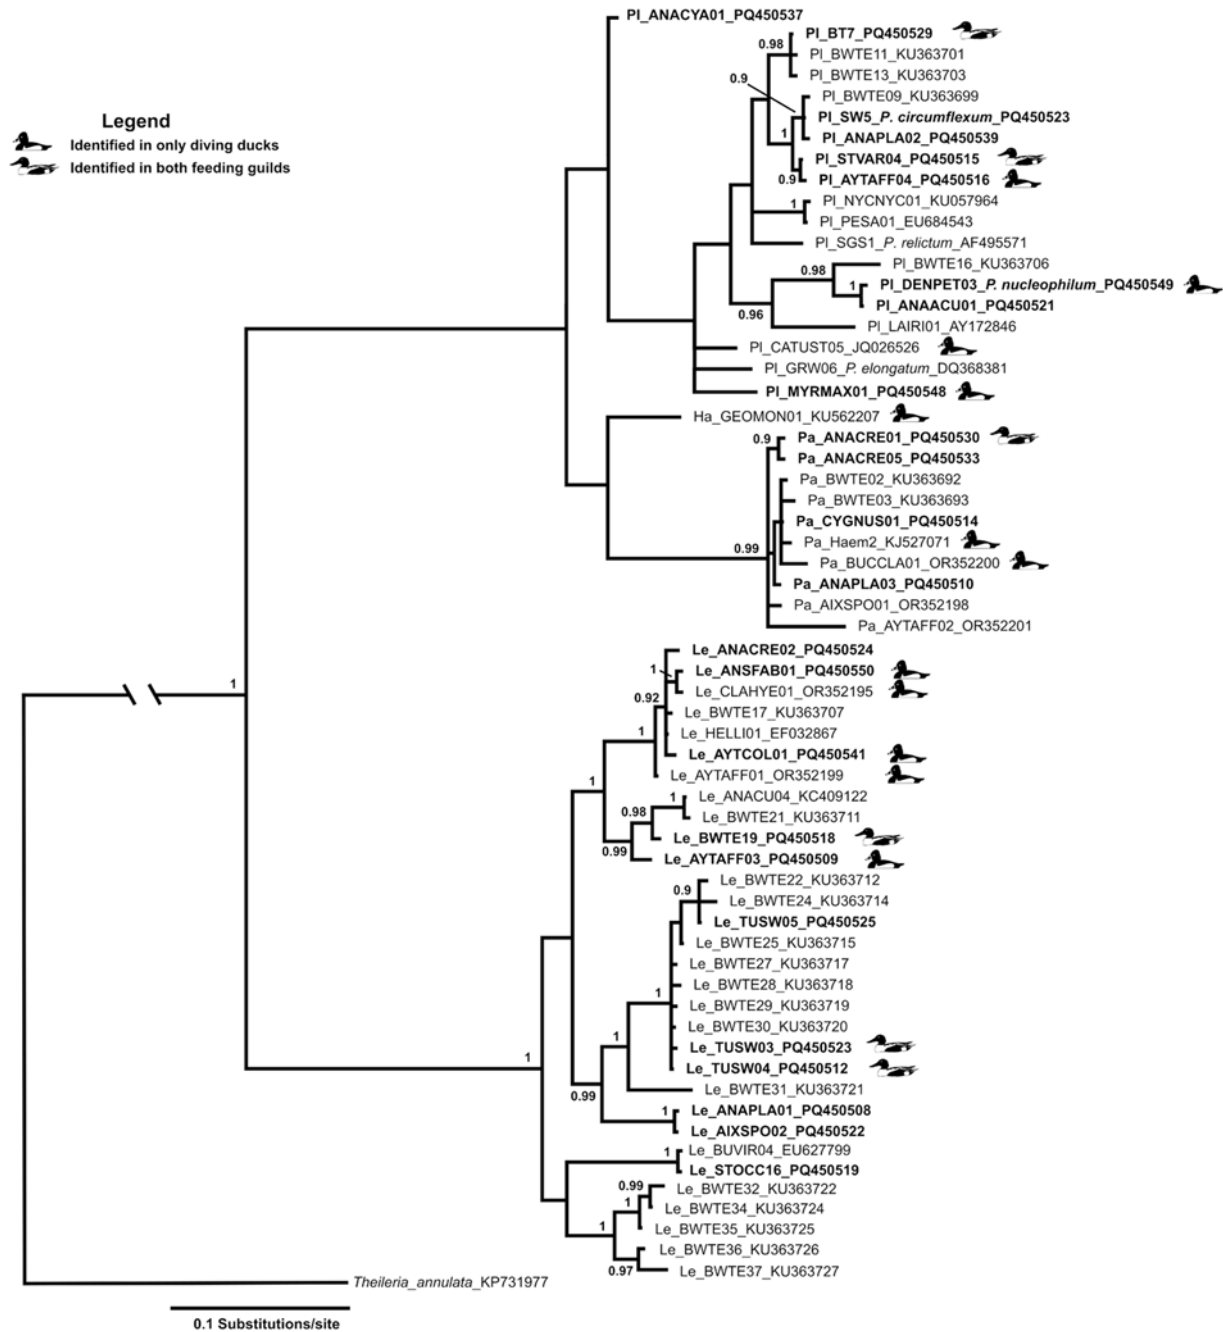 Legend
Identified in only diving ducks
Identified in both feeding guilds
Pl_ANACYA01_PQ450537
Pl_BT7_PQ450529
0.98
Pl_BWTE11_KU363701
Pl_BWTE13_KU363703
0.9
Pl_BWTE09_KU363699
Pl_SW5_P. circumflexum_PQ450523
1
Pl_ANAPLA02_PQ450539
Pl_STVAR04_PQ450515
0.9
Pl_AYTAFF04_PQ450516
1
Pl_NYCNYC01_KU057964
Pl_PESA01_EU684543
Pl_SGS1_P. relictum_AF495571
0.98
Pl_BWTE16_KU363706
1
Pl_DENPET03_P. nucleophilum_PQ450549
0.96
Pl_ANAACU01_PQ450521
Pl_LAIRI01_AY172846
Pl_CATUST05_JQ026526
Pl_GRW06_P. elongatum_DQ368381
Pl_MYRMAX01_PQ450548
Ha_GEOMON01_KU562207
0.9
Pa_ANACRE01_PQ450530
Pa_ANACRE05_PQ450533
Pa_BWTE02_KU363692
Pa_BWTE03_KU363693
Pa_CYGNUS01_PQ450514
0.99
Pa_Haem2_KJ527071
Pa_BUCCLA01_OR352200
Pa_ANAPLA03_PQ450510
Pa_AIXSPO01_OR352198
Pa_AYTAFF02_OR352201
1
Le_ANACRE02_PQ450524
1
Le_ANSFAB01_PQ450550
Le_CLAHYE01_OR352195
0.92
Le_BWTE17_KU363707
1
Le_HELLI01_EF032867
Le_AYTCOL01_PQ450541
Le_AYTAFF01_OR352199
1
1
Le_ANACU04_KC409122
0.98
Le_BWTE21_KU363711
Le_BWTE19_PQ450518
0.99
Le_AYTAFF03_PQ450509
0.9
Le_BWTE22_KU363712
Le_BWTE24_KU363714
Le_TUSW05_PQ450525
Le_BWTE25_KU363715
Le_BWTE27_KU363717
Le_BWTE28_KU363718
1
Le_BWTE29_KU363719
Le_BWTE30_KU363720
1
Le_TUSW03_PQ450523
1
Le_TUSW04_PQ450512
Le_BWTE31_KU363721
0.99
1
Le_ANAPLA01_PQ450508
Le_AIXSPO02_PQ450522
1
Le_BUVIR04_EU627799
Le_STOCC16_PQ450519
0.99
Le_BWTE32_KU363722
1
Le_BWTE34_KU363724
1
Le_BWTE35_KU363725
Le_BWTE36_KU363726
0.97
Le_BWTE37_KU363727
Theileria_annulata_KP731977
0.1 Substitutions/site